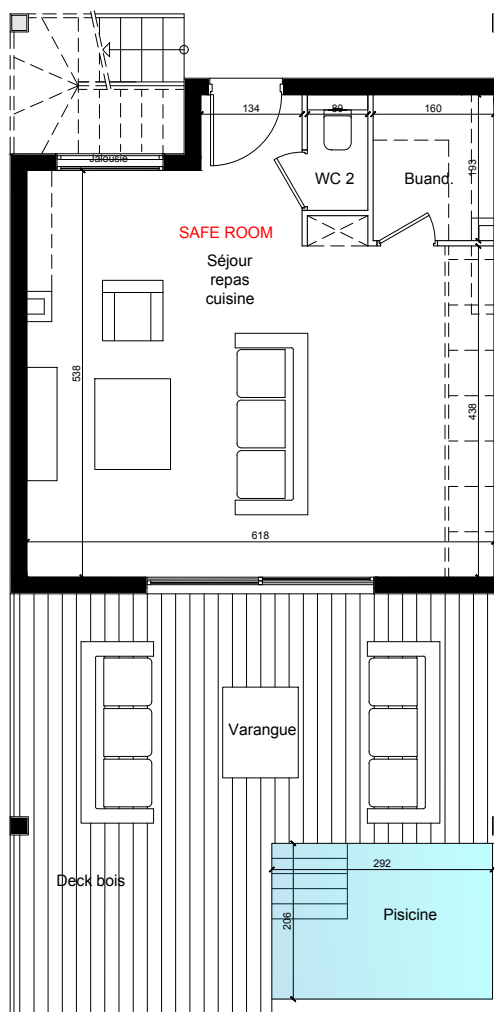 134
89
160
Jalousie
WC 2
Buand.
193
SAFE ROOM
Séjour
repas
cuisine
538
438
618
Varangue
Deck bois
292
206
Pisicine